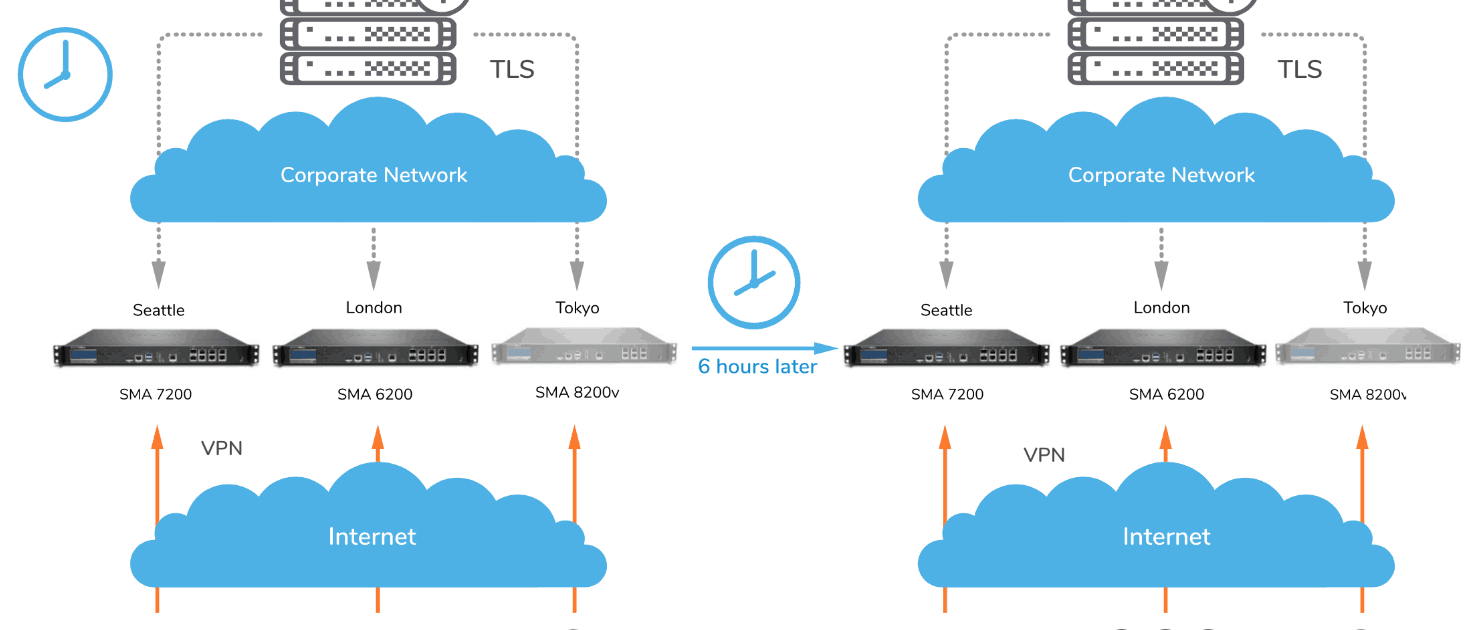 TLS
Corporate Network
Seattle
London
Tokyo
SMA 7200
SMA 6200
SMA 8200v
VPN
Internet
6 hours later
TLS
Corporate Network
Seattle
London
Tokyo
SMA 7200
SMA 6200
SMA 8200v
VPN
Internet